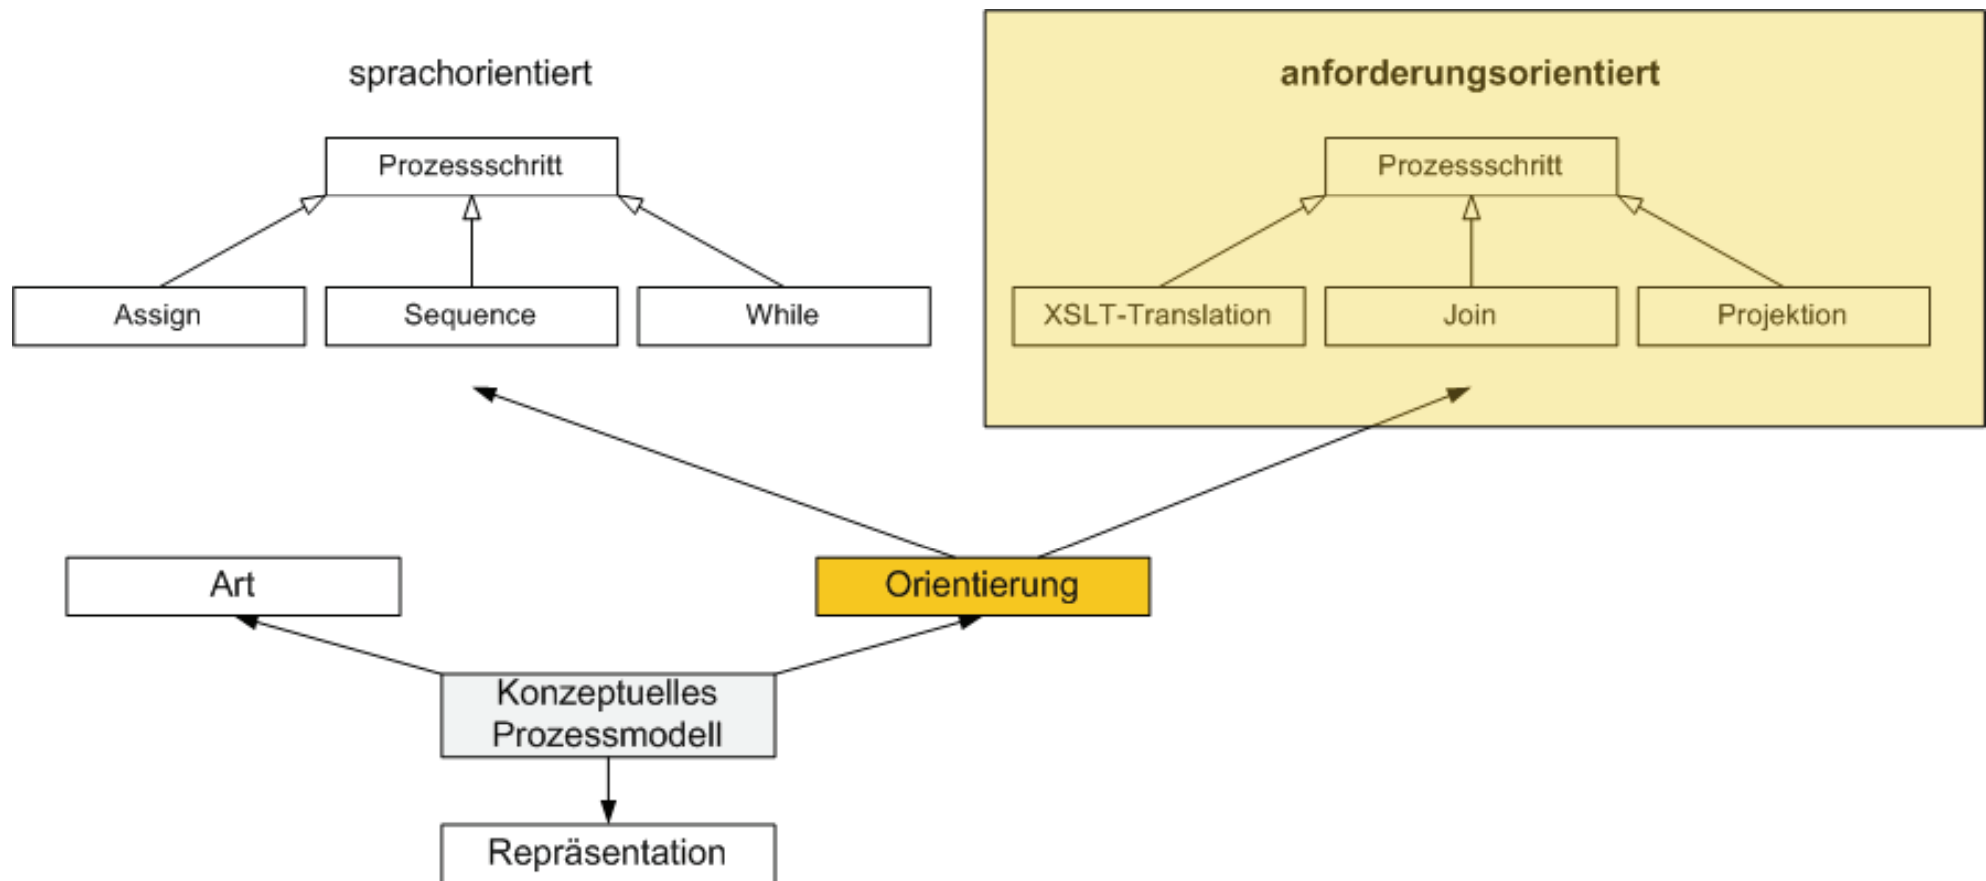 sprachorientiert
anforderungsorientiert
Prozessschritt
Prozessschritt
Assign
Sequence
While
XSLT-Translation
Join
Projektion
Art
Orientierung
Konzeptuelles
Prozessmodell
Repräsentation